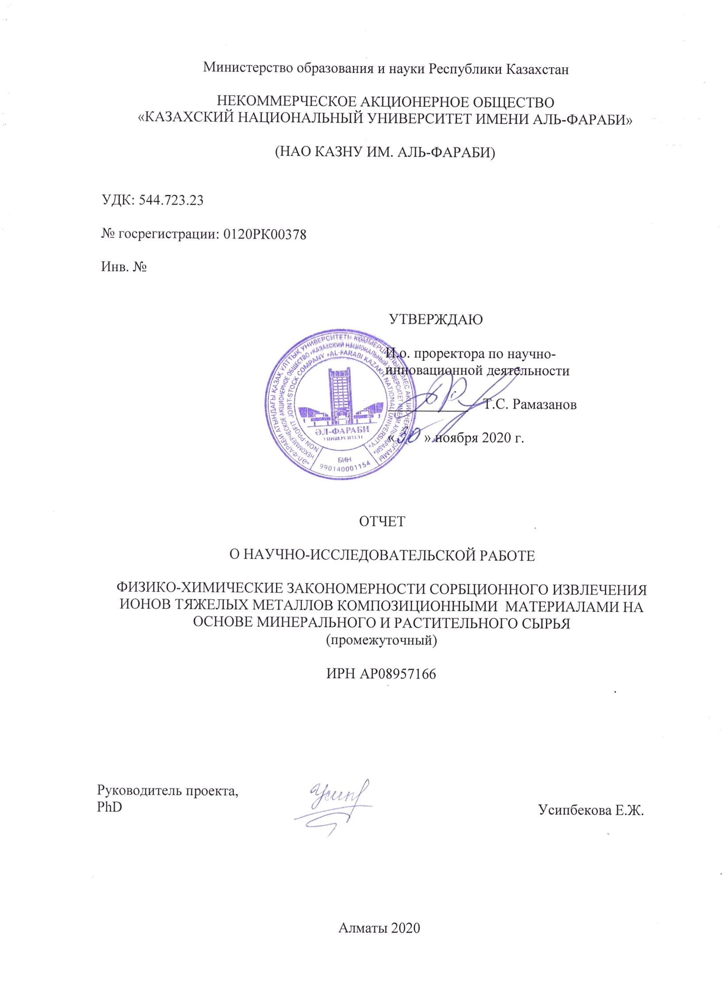 Министерство образования и науки Республики Казахстан
НЕКОММЕРЧЕСКОЕ АКЦИОНЕРНОЕ ОБЩЕСТВО
«КАЗАХСКИЙ НАЦИОНАЛЬНЫЙ УНИВЕРСИТЕТ ИМЕНИ АЛЬ-ФАРАБИ»
(НАО КАЗНУ ИМ. АЛЬ-ФАРАБИ)
УДК: 544.723.23
№ госрегистрации: 0120РК00378
Инв. №
УТВЕРЖДАЮ
И.о. проректора по научно-
инновационной деятельности
Т.С. Рамазанов
«30» ноября 2020 г.
«ӘЛ-ФАРАБИ АТЫНДАҒЫ ҚАЗАҚ ҰЛТТЫҚ УНИВЕРСИТЕТІ» КОММЕРЦИЯЛЫҚ ЕМЕС АКЦИОНЕРЛІК ҚОҒАМЫ
НЕКОММЕРЧЕСКОЕ АКЦИОНЕРНОЕ ОБЩЕСТВО «КАЗАХСКИЙ НАЦИОНАЛЬНЫЙ УНИВЕРСИТЕТ ИМЕНИ АЛЬ-ФАРАБИ»
NON-PROFIT JOINT-STOCK COMPANY «AL-FARABI KAZAKH NATIONAL UNIVERSITY»
ӘЛ-ФАРАБИ
УНИВЕРСИТЕТІ
БИН
990140001154
ОТЧЕТ
О НАУЧНО-ИССЛЕДОВАТЕЛЬСКОЙ РАБОТЕ
ФИЗИКО-ХИМИЧЕСКИЕ ЗАКОНОМЕРНОСТИ СОРБЦИОННОГО ИЗВЛЕЧЕНИЯ
ИОНОВ ТЯЖЕЛЫХ МЕТАЛЛОВ КОМПОЗИЦИОННЫМИ МАТЕРИАЛАМИ НА
ОСНОВЕ МИНЕРАЛЬНОГО И РАСТИТЕЛЬНОГО СЫРЬЯ
(промежуточный)
ИРН АР08957166
Руководитель проекта,
PhD
Усипбекова Е.Ж.
Алматы 2020